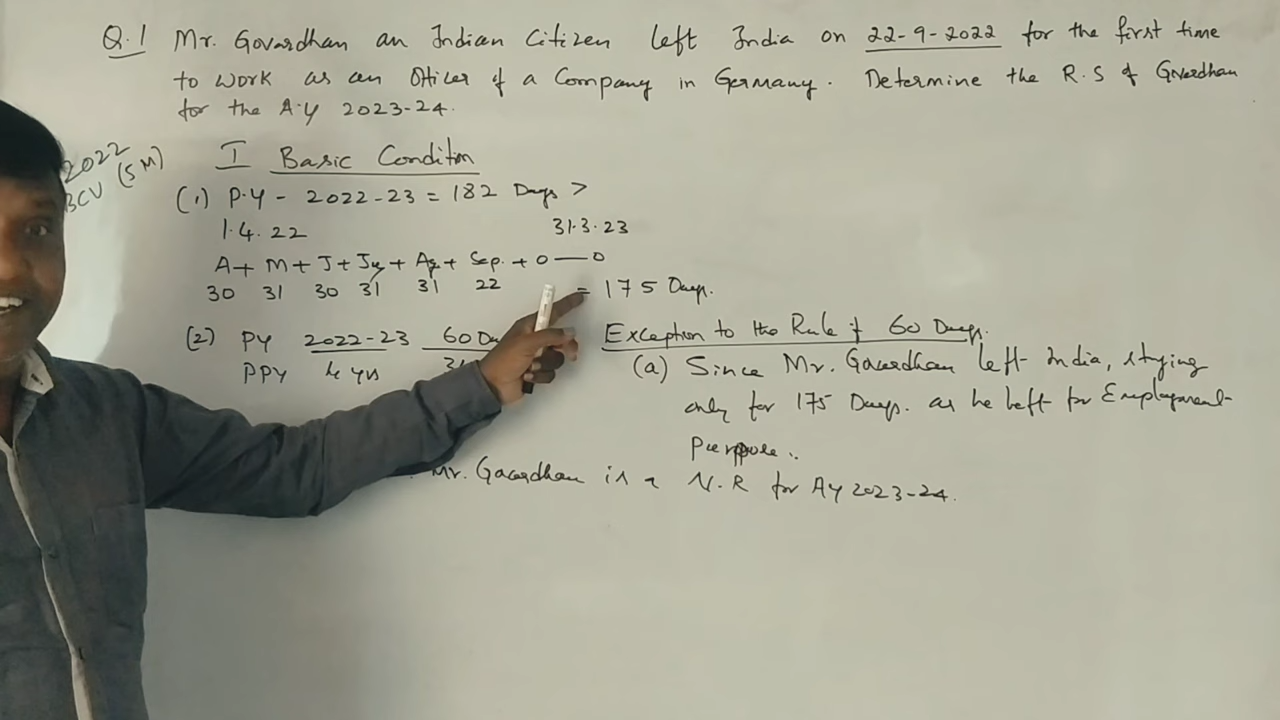 Q.1 Mr. Govardhan an Indian Citizen left India on 22-9-2022 for the first time
to work as an Officer of a Company in Germany. Determine the R.S of Govardhan
for the A.Y 2023-24.
2022
BCU (5M)
I Basic Condition
(1) P.Y - 2022-23 = 182 Days >
1.4.22 31.3.23
A+ M+ J+ Jy+ Ag+ Sep. + 0 — 0
30 31 30 31 31 22 = 175 Days.
(2) PY 2022-23 60 Da
PPY 4 yrs
Exception to the Rule of 60 Days.
(a) Since Mr. Govardhan left India, staying
only for 175 Days. as he left for Employment
Purpose.
Mr. Govardhan is a N.R for AY 2023-24.